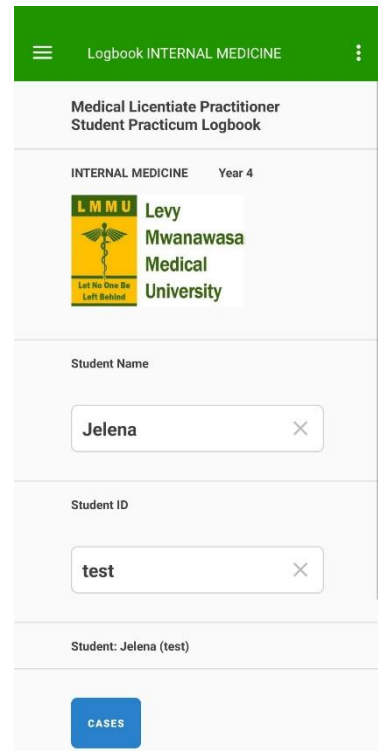 Logbook INTERNAL MEDICINE
Medical Licentiate Practitioner
Student Practicum Logbook
INTERNAL MEDICINE Year 4
LMMU
Let No One Be
Left Behind
Levy
Mwanawasa
Medical
University
Student Name
Jelena
Student ID
test
Student: Jelena (test)
CASES